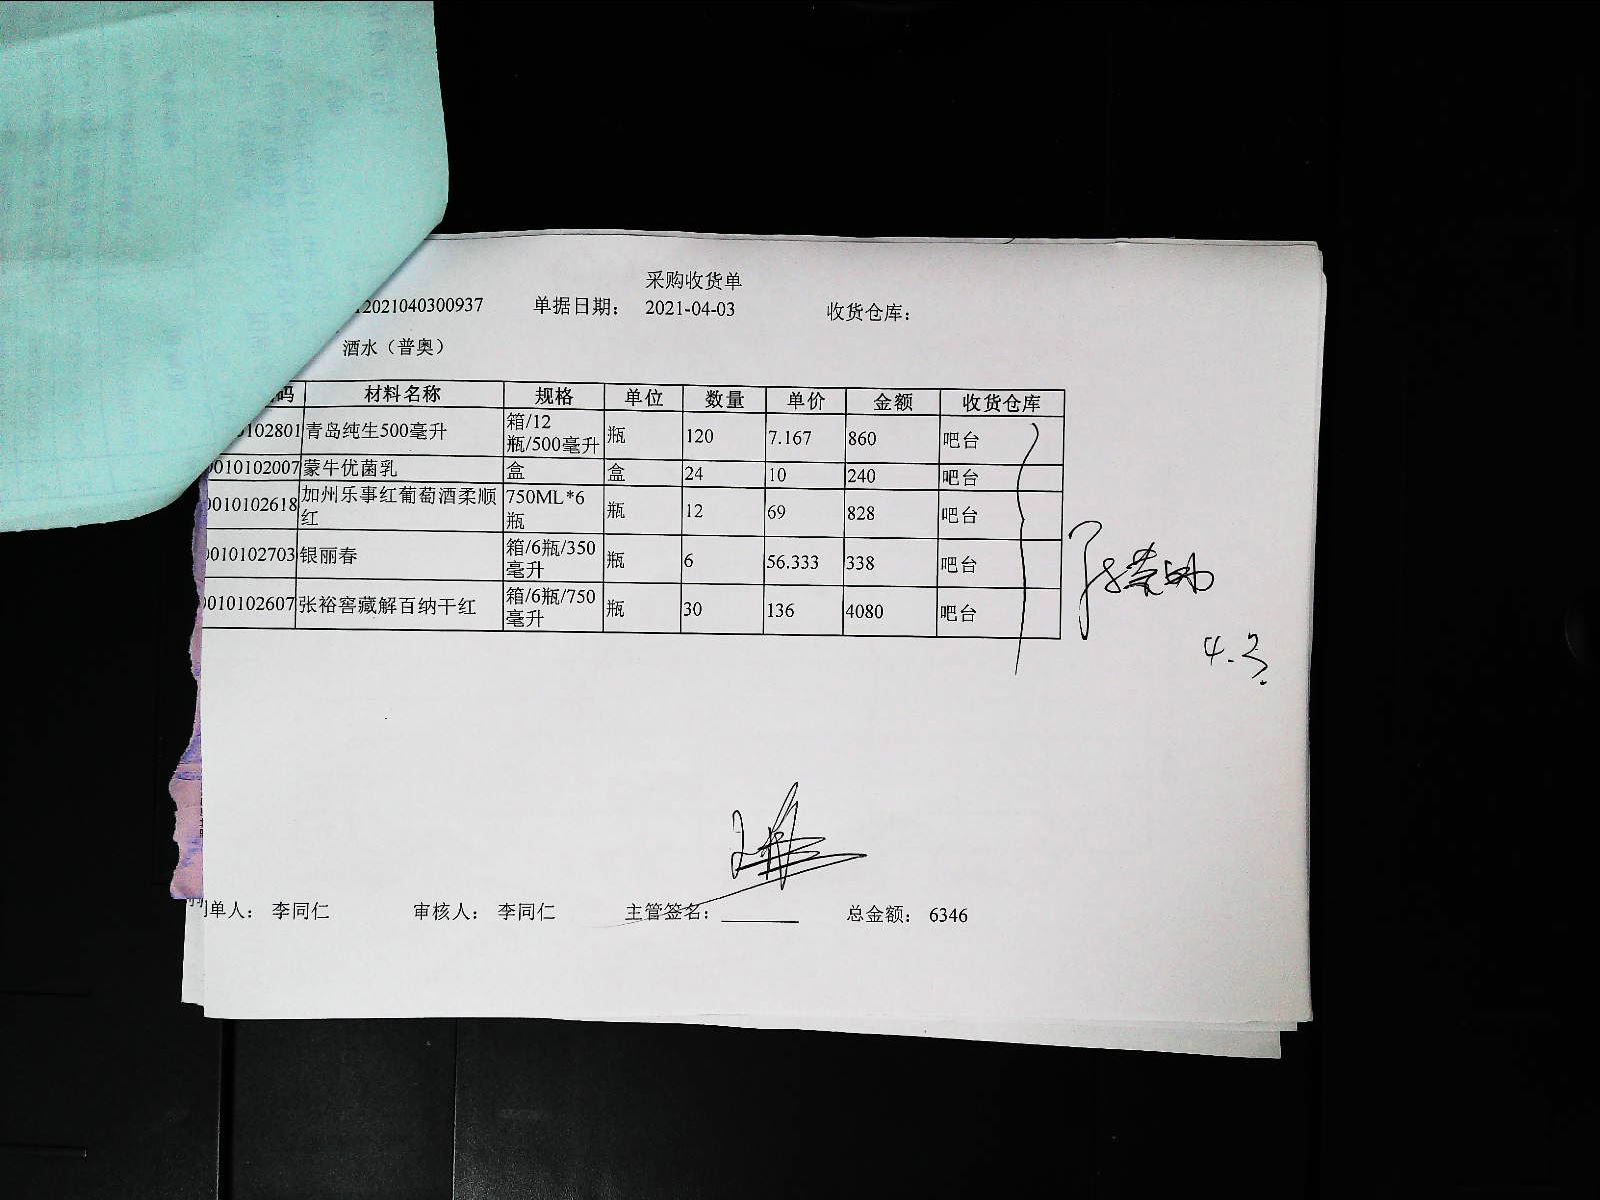 采购收货单
12021040300937 单据日期： 2021-04-03 收货仓库：
酒水（普奥）
码 材料名称 规格 单位 数量 单价 金额 收货仓库
0102801 青岛纯生500毫升 箱/12瓶/500毫升 瓶 120 7.167 860 吧台
0010102007 蒙牛优菌乳 盒 盒 24 10 240 吧台
0010102618 加州乐事红葡萄酒柔顺红 750ML*6瓶 瓶 12 69 828 吧台
0010102703 银丽春 箱/6瓶/350毫升 瓶 6 56.333 338 吧台
0010102607 张裕窖藏解百纳干红 箱/6瓶/750毫升 瓶 30 136 4080 吧台
4.3
单人： 李同仁 审核人： 李同仁 主管签名： 总金额： 6346